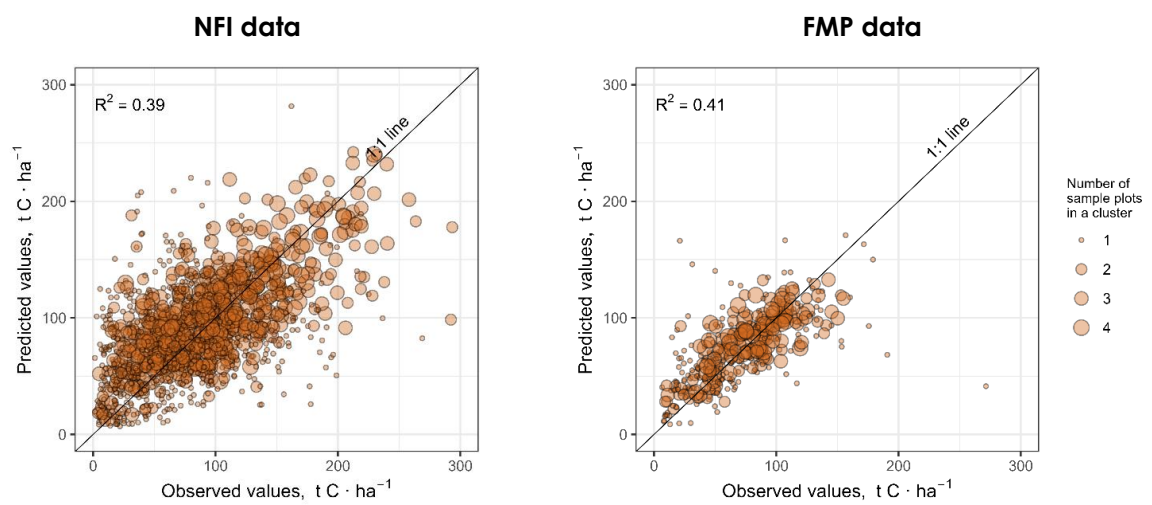 NFI data
FMP data
R² = 0.39
1:1 line
300
200
100
0
0 100 200 300
Predicted values, t C · ha⁻¹
Observed values, t C · ha⁻¹
R² = 0.41
1:1 line
300
200
100
0
0 100 200 300
Predicted values, t C · ha⁻¹
Observed values, t C · ha⁻¹
Number of
sample plots
in a cluster
1
2
3
4